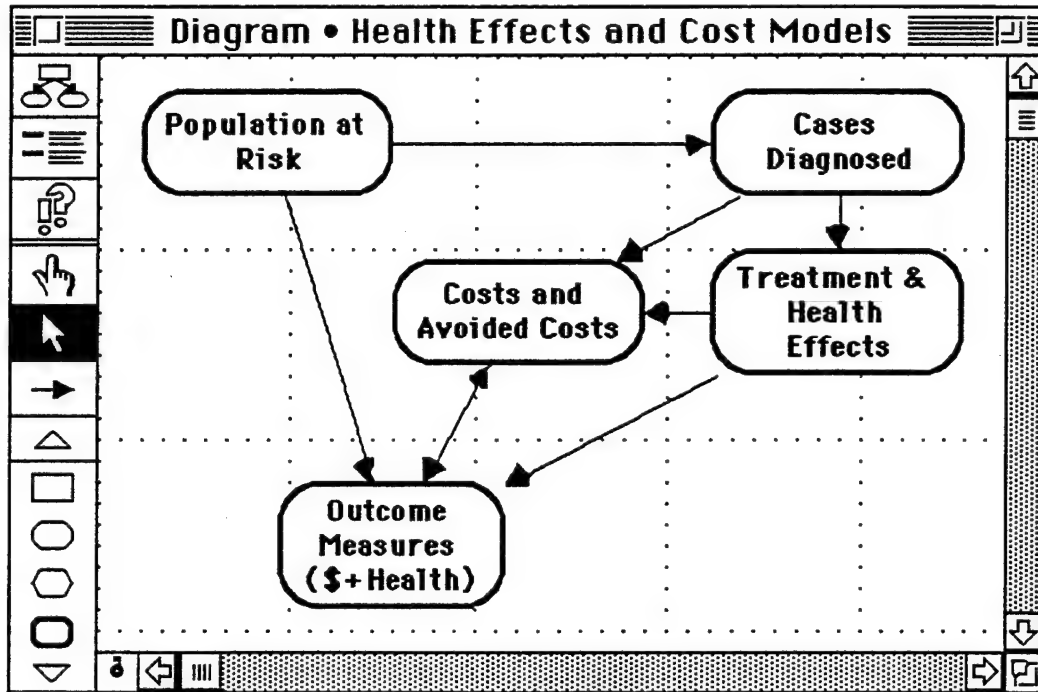 Diagram • Health Effects and Cost Models
Population at
Risk
Cases
Diagnosed
Costs and
Avoided Costs
Treatment &
Health
Effects
Outcome
Measures
($+Health)